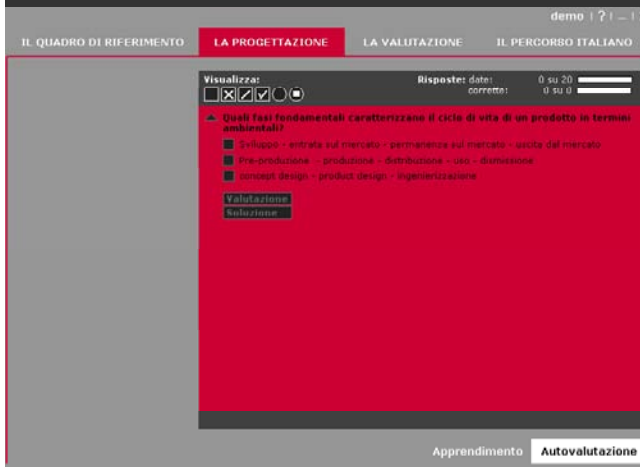 demo | ? | —
IL QUADRO DI RIFERIMENTO LA PROGETTAZIONE LA VALUTAZIONE IL PERCORBO ITALIANO
Visualizza: Risposte: date: 0 su 20
corrette: 0 su 0
Quali fasi fondamentali caratterizzano il ciclo di vita di un prodotto in termini
ambientali?
Sviluppo - entrata sul mercato - permanenza sul mercato - uscita dal mercato
Pre-produzione - produzione - distribuzione - uso - dismissione
concept design - product design - ingenierizzazione
Valutazione
Soluzione
Apprendimento Autovalutazione